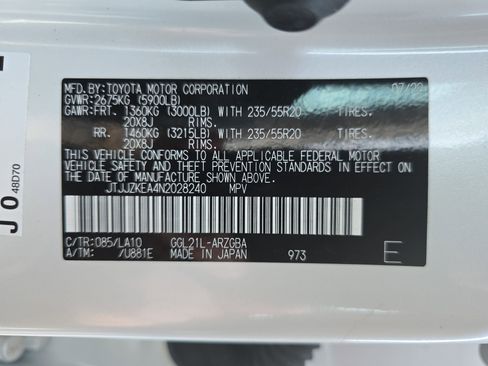 MFD. BY: TOYOTA MOTOR CORPORATION 07/22
GVWR: 2675KG (5900LB)
GAWR: FRT. 1360KG (3000LB) WITH 235/55R20 TIRES,
20X8J RIMS.
RR. 1460KG (3215LB) WITH 235/55R20 TIRES,
20X8J RIMS.
THIS VEHICLE CONFORMS TO ALL APPLICABLE FEDERAL MOTOR
VEHICLE SAFETY AND THEFT PREVENTION STANDARDS IN EFFECT
ON THE DATE OF MANUFACTURE SHOWN ABOVE.
JTJJZKEA4N2028240 MPV
C/TR: 085/LA10 GGL21L-ARZGBA
A/TM: /U881E MADE IN JAPAN 973 E
J 0 48D70